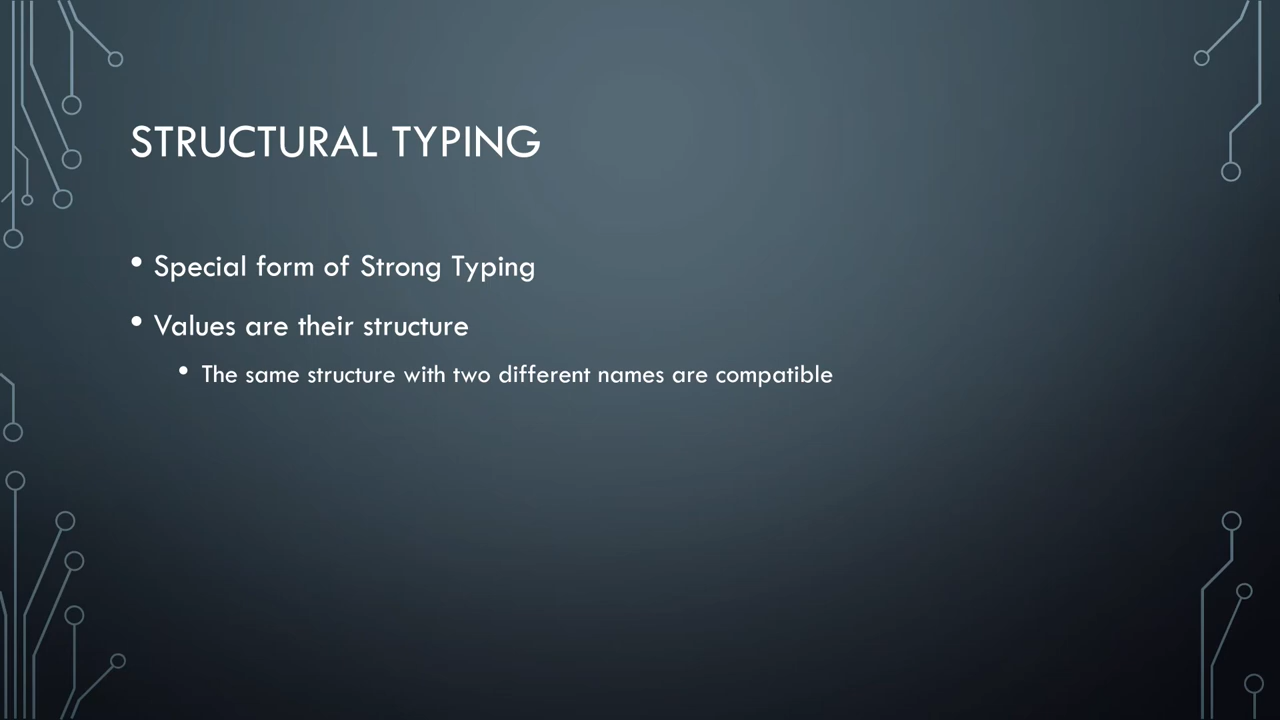 STRUCTURAL TYPING
• Special form of Strong Typing
• Values are their structure
• The same structure with two different names are compatible